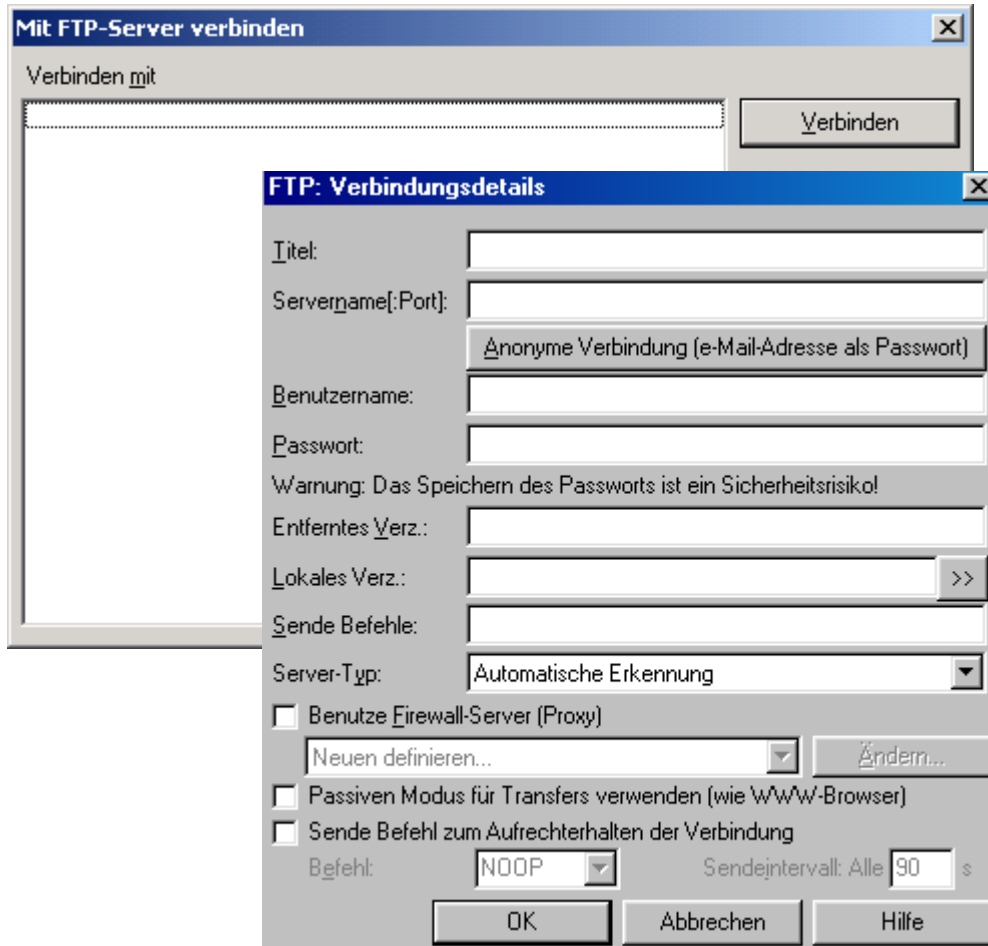 Mit FTP-Server verbinden
Verbinden mit
Verbinden
FTP: Verbindungsdetails
Titel:
Servername[:Port]:
Anonyme Verbindung (e-Mail-Adresse als Passwort)
Benutzername:
Passwort:
Warnung: Das Speichern des Passworts ist ein Sicherheitsrisiko!
Entferntes Verz.:
Lokales Verz.: >>
Sende Befehle:
Server-Typ: Automatische Erkennung
Benutze Firewall-Server (Proxy)
Neuen definieren... Ändern...
Passiven Modus für Transfers verwenden (wie WWW-Browser)
Sende Befehl zum Aufrechterhalten der Verbindung
Befehl: NOOP Sendeintervall: Alle 90 s
OK Abbrechen Hilfe